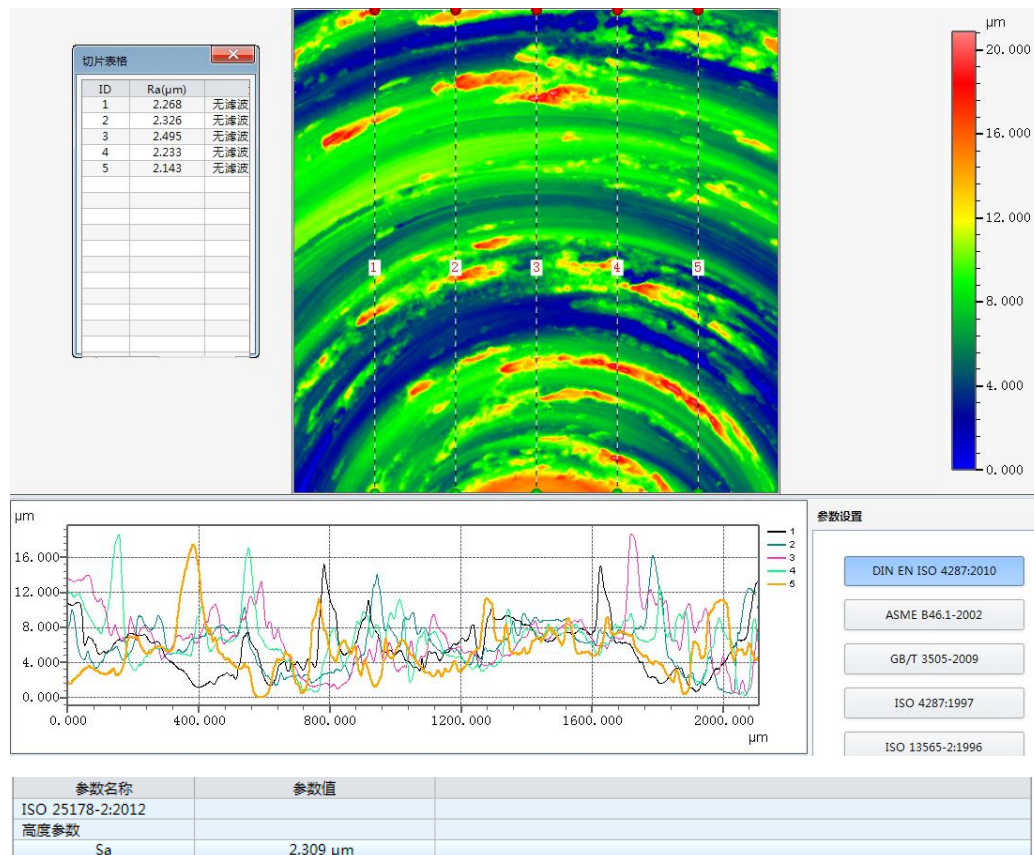 切片表格
ID Ra(μm)
1 2.268 无滤波
2 2.326 无滤波
3 2.495 无滤波
4 2.233 无滤波
5 2.143 无滤波
1 2 3 4 5
μm
20.000
16.000
12.000
8.000
4.000
0.000
μm
16.000
12.000
8.000
4.000
0.000
0.000 400.000 800.000 1200.000 1600.000 2000.000
μm
1
2
3
4
5
参数设置
DIN EN ISO 4287:2010
ASME B46.1-2002
GB/T 3505-2009
ISO 4287:1997
ISO 13565-2:1996
参数名称 参数值
ISO 25178-2:2012
高度参数
Sa 2.309 μm